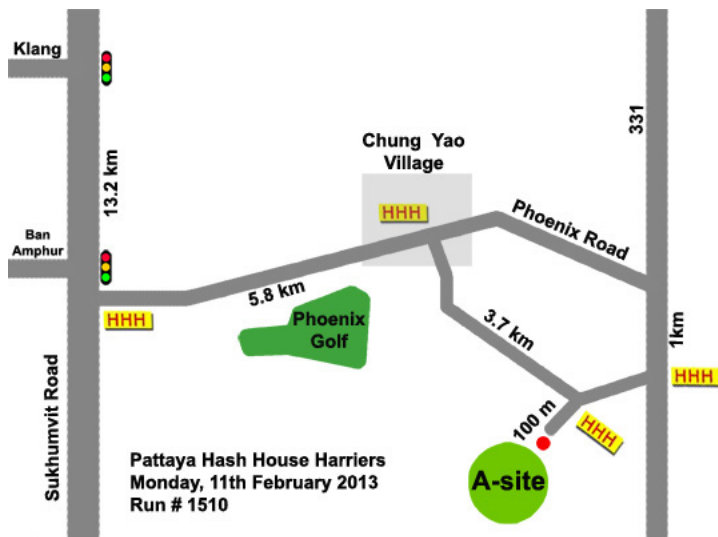 Klang
13.2 km
Ban
Amphur
Sukhumvit Road
HHH
5.8 km
Chung Yao
Village
HHH
Phoenix
Golf
Phoenix Road
331
3.7 km
1km
HHH
HHH
100 m
A-site
Pattaya Hash House Harriers
Monday, 11th February 2013
Run # 1510